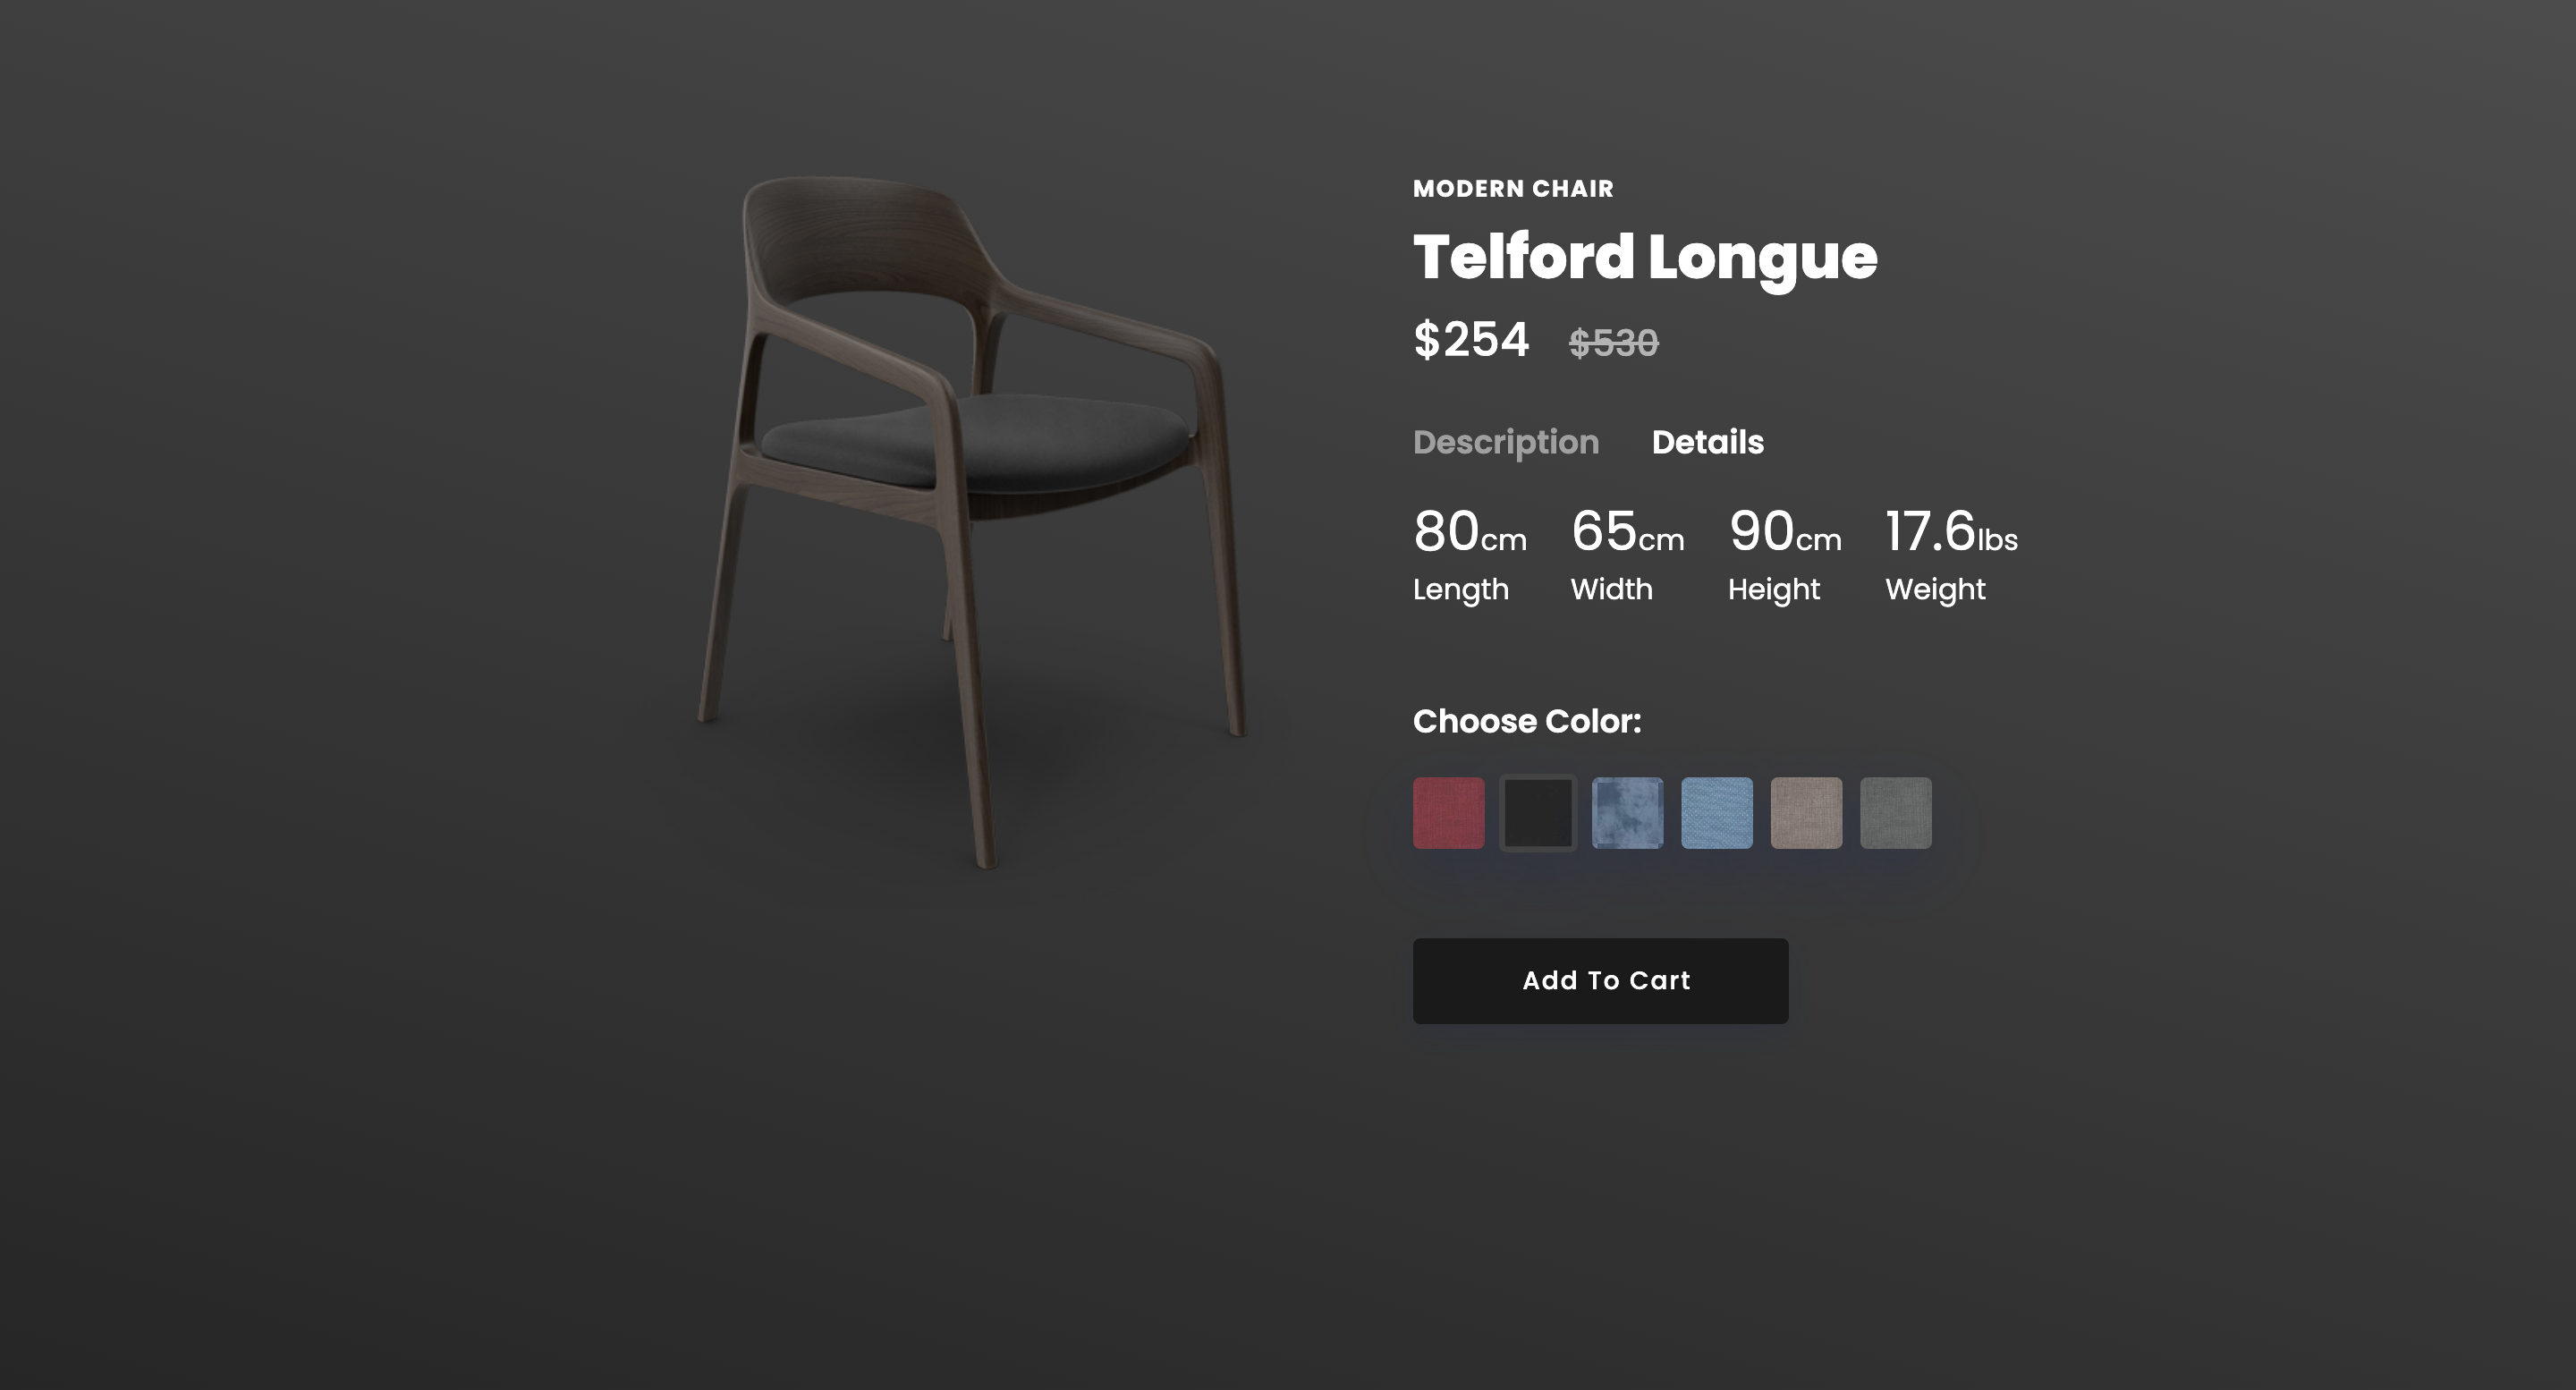 MODERN CHAIR
Telford Longue
$254 $530
Description Details
80cm 65cm 90cm 17.6lbs
Length Width Height Weight
Choose Color:
Add To Cart